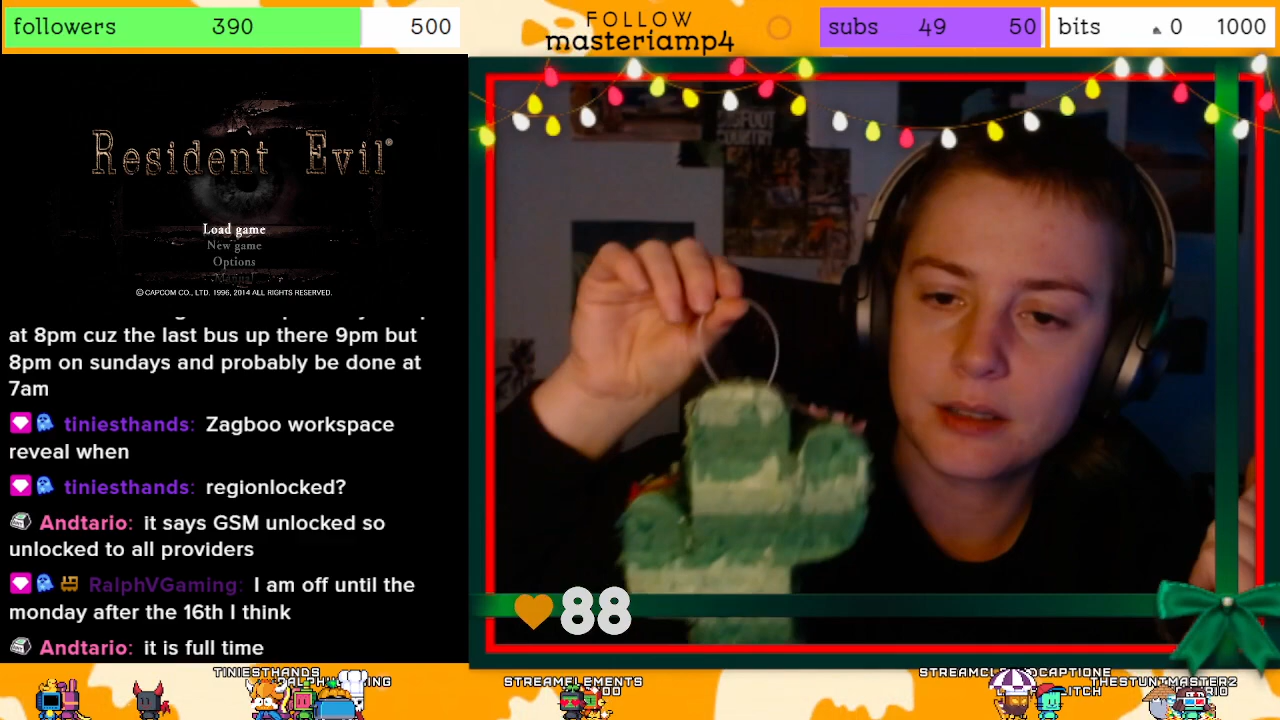 followers 390 500
FOLLOW
masteriamp4
subs 49 50
bits 0 1000
Resident Evil®
Load game
New game
Options
Manual
© CAPCOM CO., LTD. 1996, 2014 ALL RIGHTS RESERVED.
at 8pm cuz the last bus up there 9pm but
8pm on sundays and probably be done at
7am
tiniesthands: Zagboo workspace
reveal when
tiniesthands: regionlocked?
Andtario: it says GSM unlocked so
unlocked to all providers
RalphVGaming: I am off until the
monday after the 16th I think
Andtario: it is full time
88
TINIESTHANDS
STREAMELEMENTS